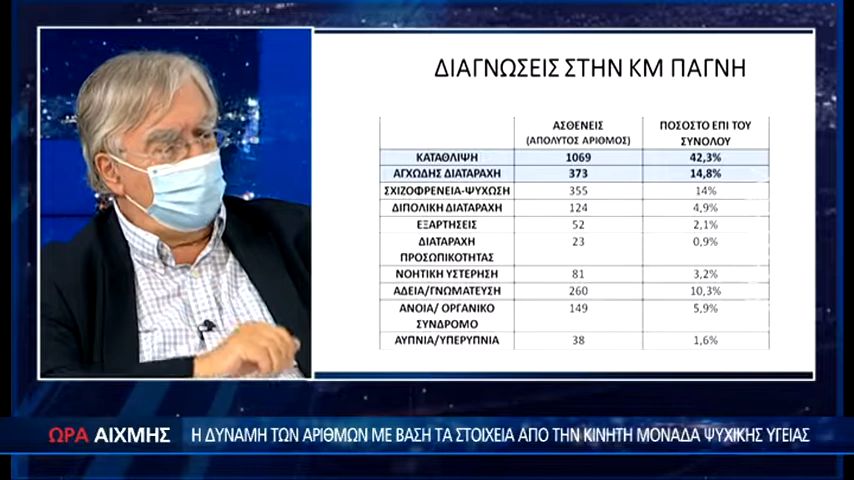 ΔΙΑΓΝΩΣΕΙΣ ΣΤΗΝ ΚΜ ΠΑΓΝΗ
ΑΣΘΕΝΕΙΣ (ΑΠΟΛΥΤΟΣ ΑΡΙΘΜΟΣ) ΠΟΣΟΣΤΟ ΕΠΙ ΤΟΥ ΣΥΝΟΛΟΥ
ΚΑΤΑΘΛΙΨΗ 1069 42,3%
ΑΓΧΩΔΗΣ ΔΙΑΤΑΡΑΧΗ 373 14,8%
ΣΧΙΖΟΦΡΕΝΕΙΑ-ΨΥΧΩΣΗ 355 14%
ΔΙΠΟΛΙΚΗ ΔΙΑΤΑΡΑΧΗ 124 4,9%
ΕΞΑΡΤΗΣΕΙΣ 52 2,1%
ΔΙΑΤΑΡΑΧΗ ΠΡΟΣΩΠΙΚΟΤΗΤΑΣ 23 0,9%
ΝΟΗΤΙΚΗ ΥΣΤΕΡΗΣΗ 81 3,2%
ΑΔΕΙΑ/ΓΝΩΜΑΤΕΥΣΗ 260 10,3%
ΑΝΟΙΑ/ ΟΡΓΑΝΙΚΟ ΣΥΝΔΡΟΜΟ 149 5,9%
ΑΥΠΝΙΑ/ΥΠΕΡΥΠΝΙΑ 38 1,6%
ΩΡΑ ΑΙΧΜΗΣ Η ΔΥΝΑΜΗ ΤΩΝ ΑΡΙΘΜΩΝ ΜΕ ΒΑΣΗ ΤΑ ΣΤΟΙΧΕΙΑ ΑΠΟ ΤΗΝ ΚΙΝΗΤΗ ΜΟΝΑΔΑ ΨΥΧΙΚΗΣ ΥΓΕΙΑΣ